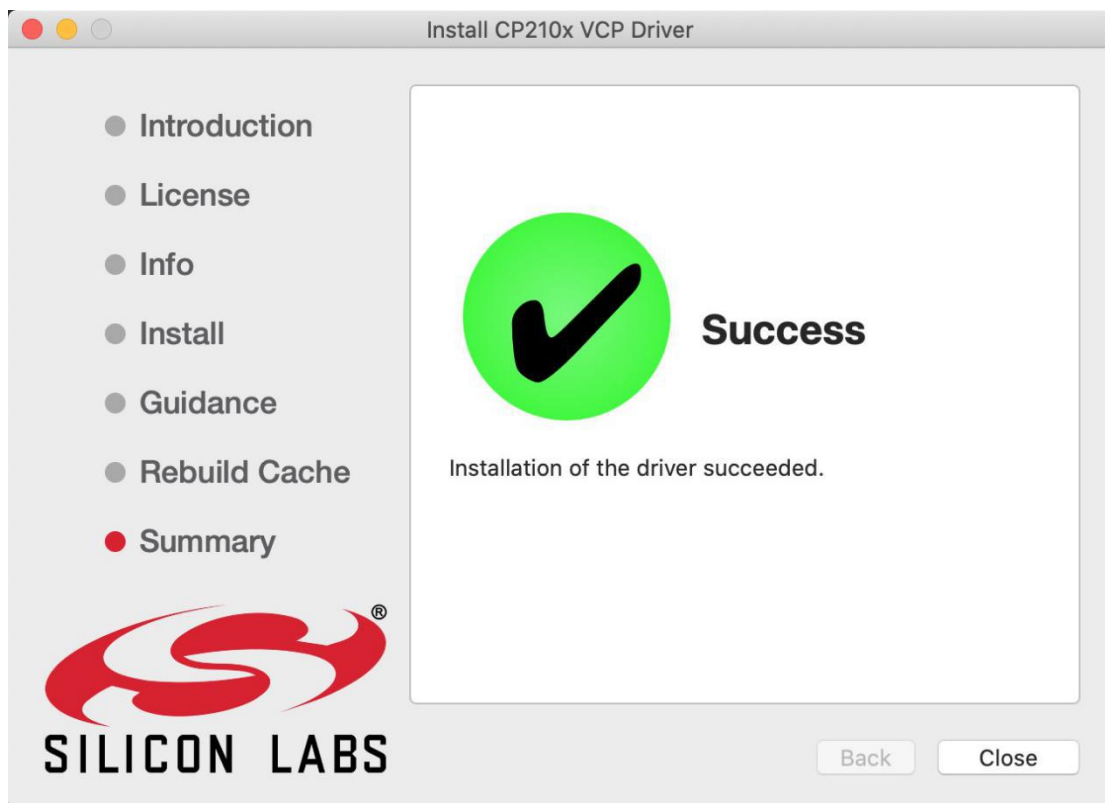 Install CP210x VCP Driver
Introduction
License
Info
Install
Guidance
Rebuild Cache
Summary
Success
Installation of the driver succeeded.
®
SILICON LABS
Back
Close